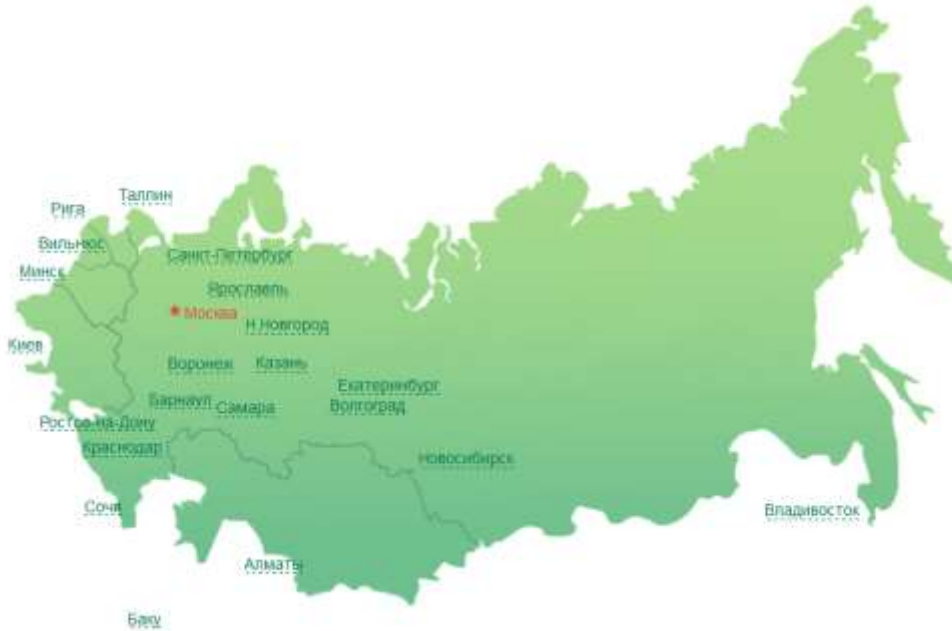 Таллин
Рига
Вильнюс
Санкт-Петербург
Минск
Ярославль
Москва
Н.Новгород
Киев
Воронеж
Казань
Екатеринбург
Барнаул
Самара
Волгоград
Ростов-на-Дону
Краснодар
Новосибирск
Сочи
Владивосток
Алматы
Баку